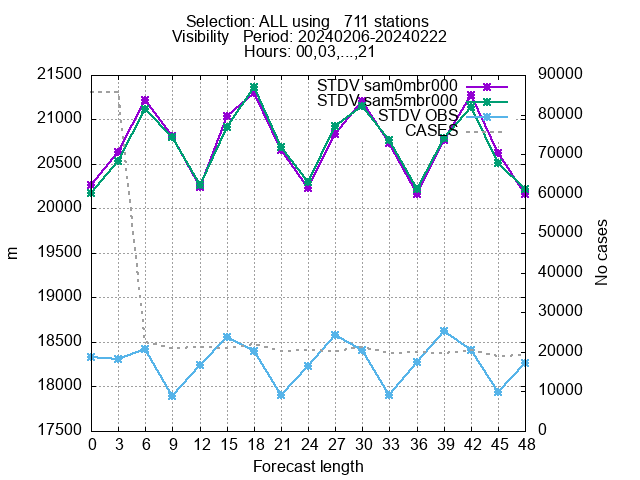 Selection: ALL using   711 stations
Visibility   Period: 20240206-20240222
Hours: 00,03,...,21
STDV sam0mbr000
STDV sam5mbr000
STDV OBS
CASES
21500
21000
20500
20000
19500
19000
18500
18000
17500
m
90000
80000
70000
60000
50000
40000
30000
20000
10000
0
No cases
0 3 6 9 12 15 18 21 24 27 30 33 36 39 42 45 48
Forecast length